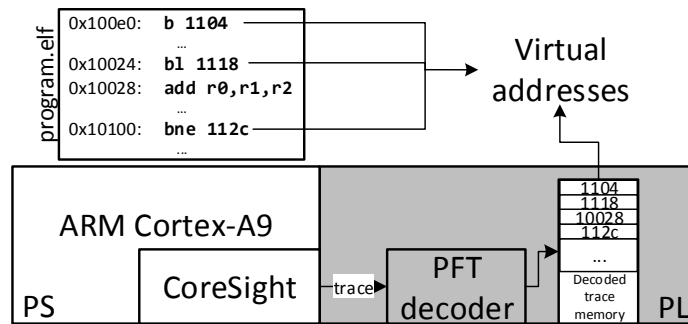 program.elf
0x100e0: b 1104
...
0x10024: bl 1118
0x10028: add r0,r1,r2
...
0x10100: bne 112c
...
Virtual
addresses
ARM Cortex-A9
CoreSight
PS
trace
PFT
decoder
1104
1118
10028
112c
...
Decoded
trace
memory
PL